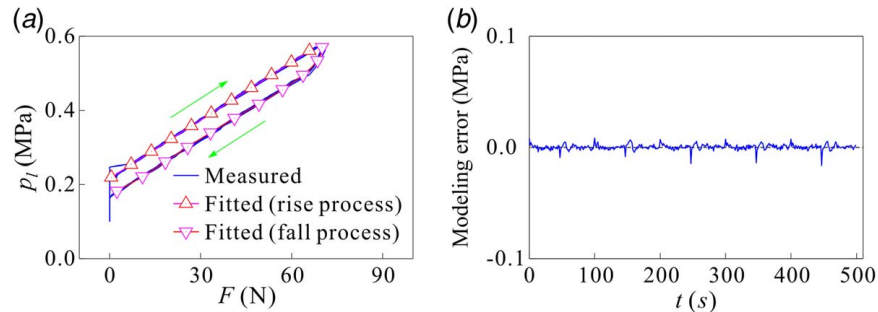 (a)
0.6
0.4
0.2
0.0
p_l (MPa)
0
30
60
90
F (N)
Measured
Fitted (rise process)
Fitted (fall process)
(b)
0.1
0.0
-0.1
Modeling error (MPa)
0
100
200
300
400
500
t (s)